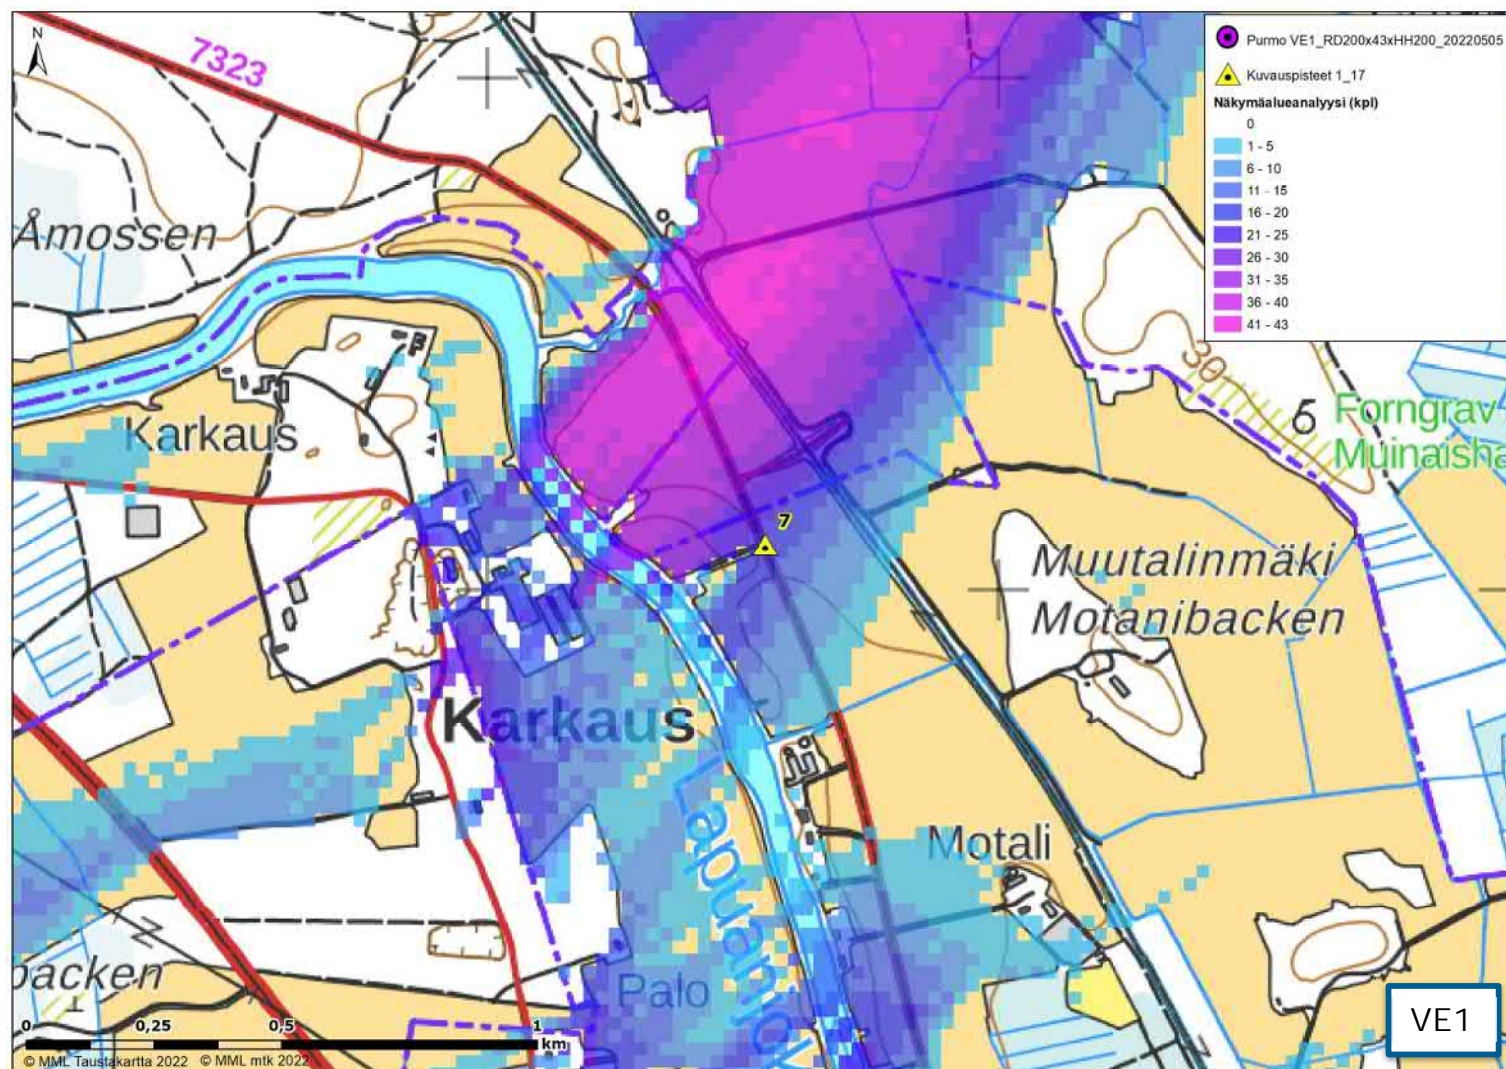 N
7323
Purmo VE1_RD200x43xHH200_20220505
Kuvauspisteet 1_17
Näkymäalueanalyysi (kpl)
0
1 - 5
6 - 10
11 - 15
16 - 20
21 - 25
26 - 30
31 - 35
36 - 40
41 - 43
Åmossen
30
Karkaus
Forngrav
Muinaisha
7
Muutalinmäki
Motanibacken
Karkaus
Lapuanjok
Motali
backen
Palo
VE1
0 0,25 0,5 1
km
© MML Taustakartta 2022 © MML mtk 2022